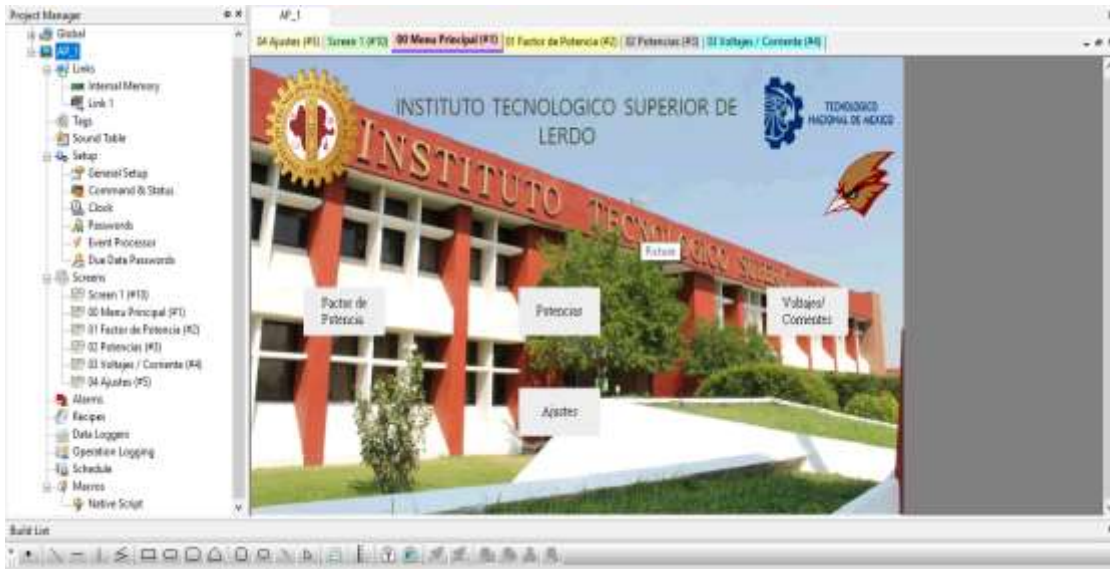 Project Manager
Global
AP_1
Links
Internal Memory
Link 1
Tags
Sound Table
Setup
General Setup
Command & Status
Clock
Passwords
Event Processor
Due Date Passwords
Screens
Screen 1 (#10)
00 Menu Principal (#1)
01 Factor de Potencia (#2)
02 Potencias (#3)
03 Voltajes / Corriente (#4)
04 Ajustes (#5)
Alarms
Recipes
Data Loggers
Operation Logging
Schedule
Macros
Native Script
AP_1
04 Ajustes (#5) Screen 1 (#10) 00 Menu Principal (#1) 01 Factor de Potencia (#2) 02 Potencias (#3) 03 Voltajes / Corriente (#4)
INSTITUTO TECNOLOGICO SUPERIOR DE
LERDO
TECNOLÓGICO
NACIONAL DE MÉXICO
INSTITUTO TECNOLOGICO SUPERI
Picture
Factor de
Potencia
Potencias
Voltajes/
Corrientes
Ajustes
Build List